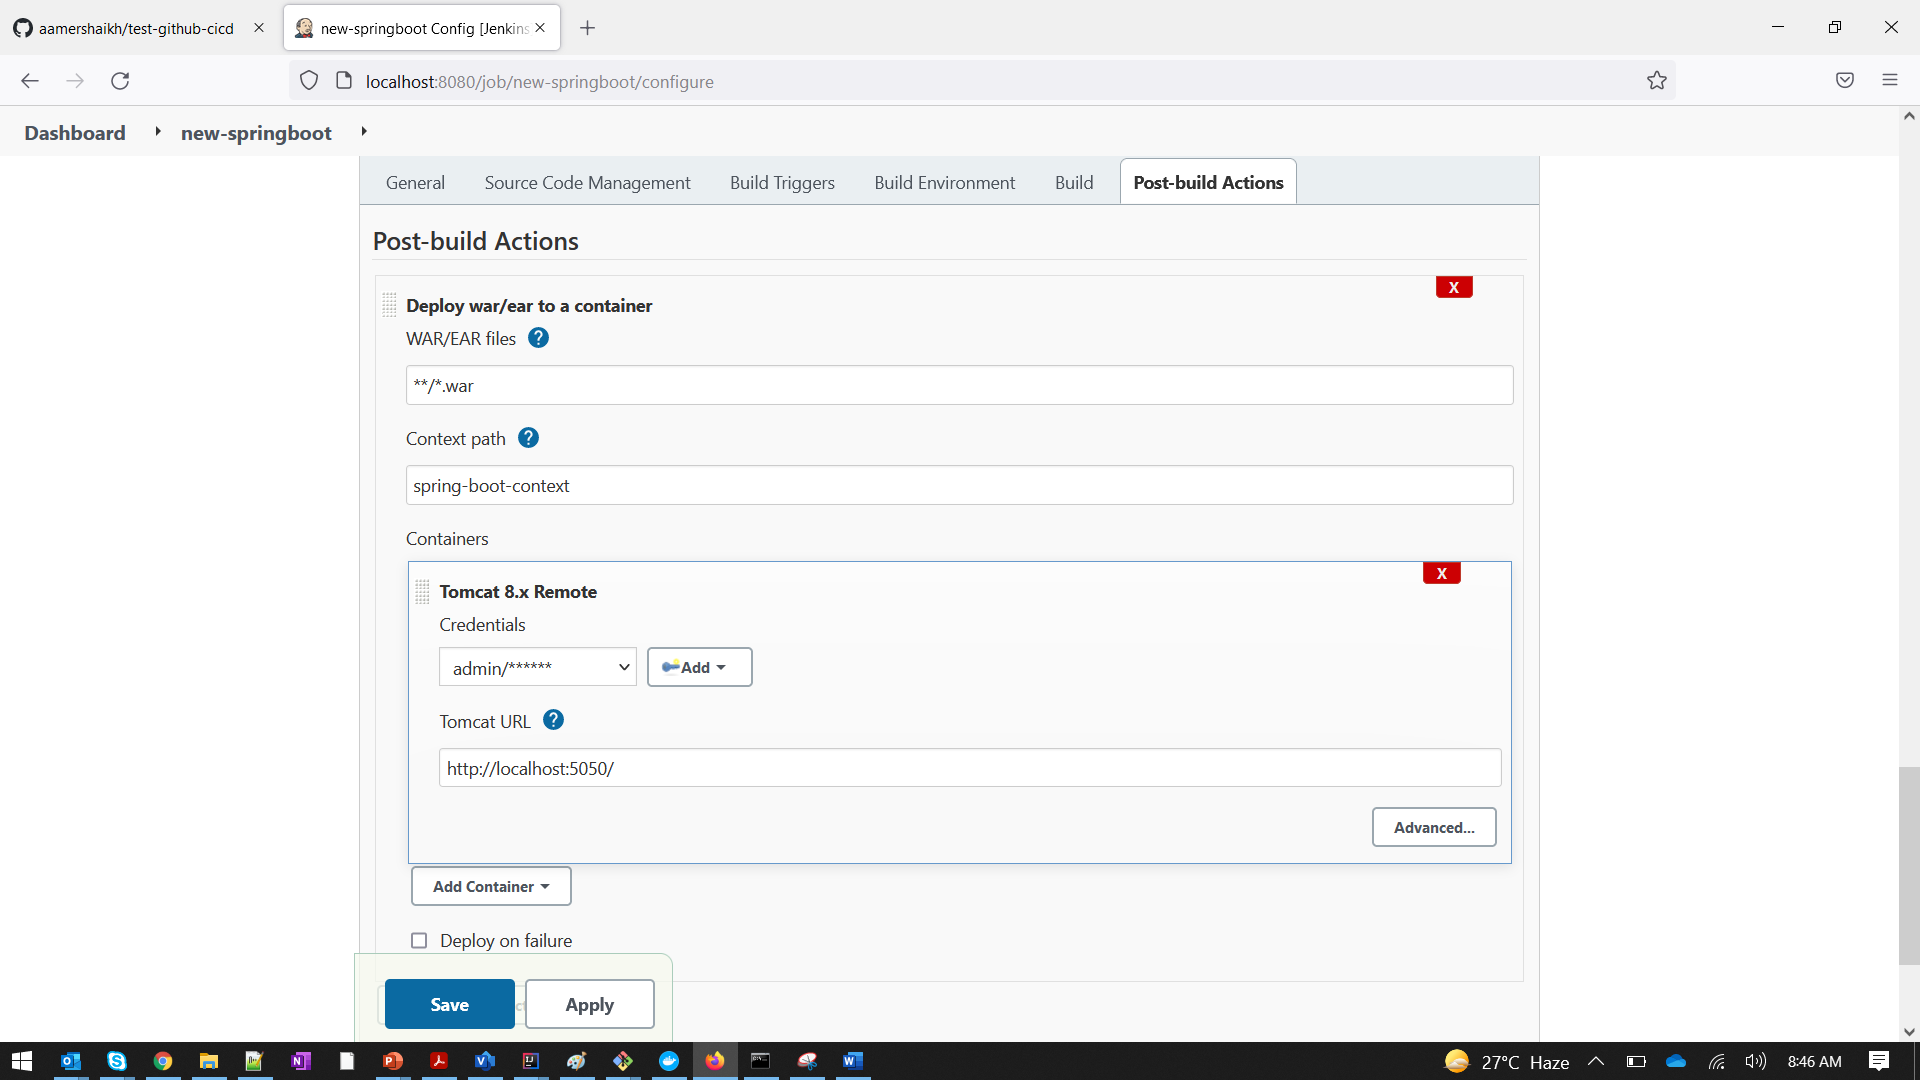 aamershaikh/test-github-cicd
new-springboot Config [Jenkins
localhost:8080/job/new-springboot/configure
Dashboard new-springboot
General Source Code Management Build Triggers Build Environment Build Post-build Actions
Post-build Actions
X
Deploy war/ear to a container
WAR/EAR files ?
**/*.war
Context path ?
spring-boot-context
Containers
X
Tomcat 8.x Remote
Credentials
admin/****** Add
Tomcat URL ?
http://localhost:5050/
Advanced...
Add Container
Deploy on failure
Save Apply
27°C Haze 8:46 AM